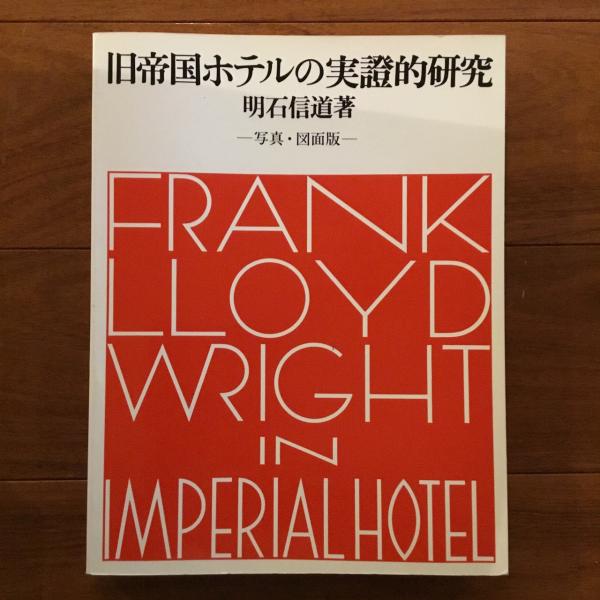 旧帝国ホテルの実證的研究
明石信道著
—写真・図面版—
FRANK
LLOYD
WRIGHT
IN
IMPERIAL HOTEL